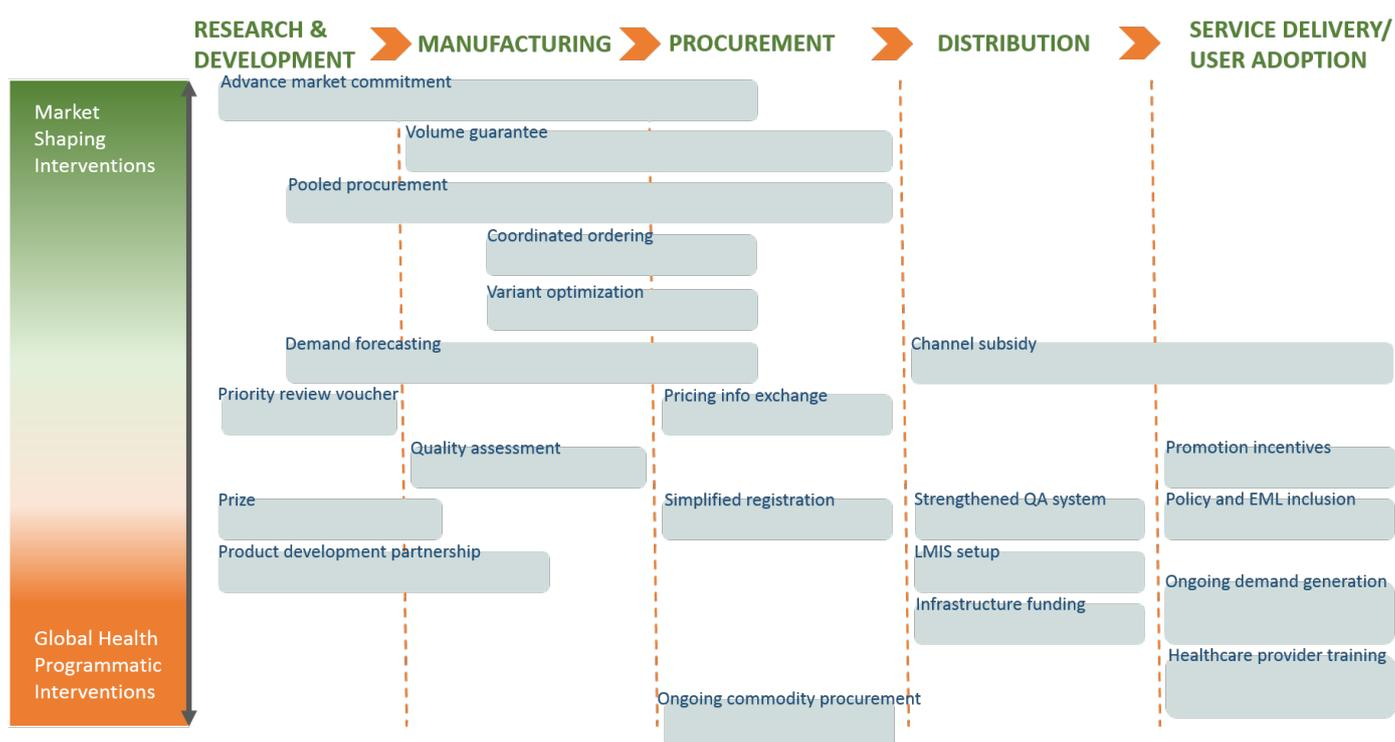 RESEARCH &
DEVELOPMENT
MANUFACTURING
PROCUREMENT
DISTRIBUTION
SERVICE DELIVERY/
USER ADOPTION
Market
Shaping
Interventions
Advance market commitment
Volume guarantee
Pooled procurement
Coordinated ordering
Variant optimization
Demand forecasting
Channel subsidy
Priority review voucher
Pricing info exchange
Quality assessment
Promotion incentives
Prize
Simplified registration
Strengthened QA system
Policy and EML inclusion
Product development partnership
LMIS setup
Ongoing demand generation
Infrastructure funding
Global Health
Programmatic
Interventions
Healthcare provider training
Ongoing commodity procurement